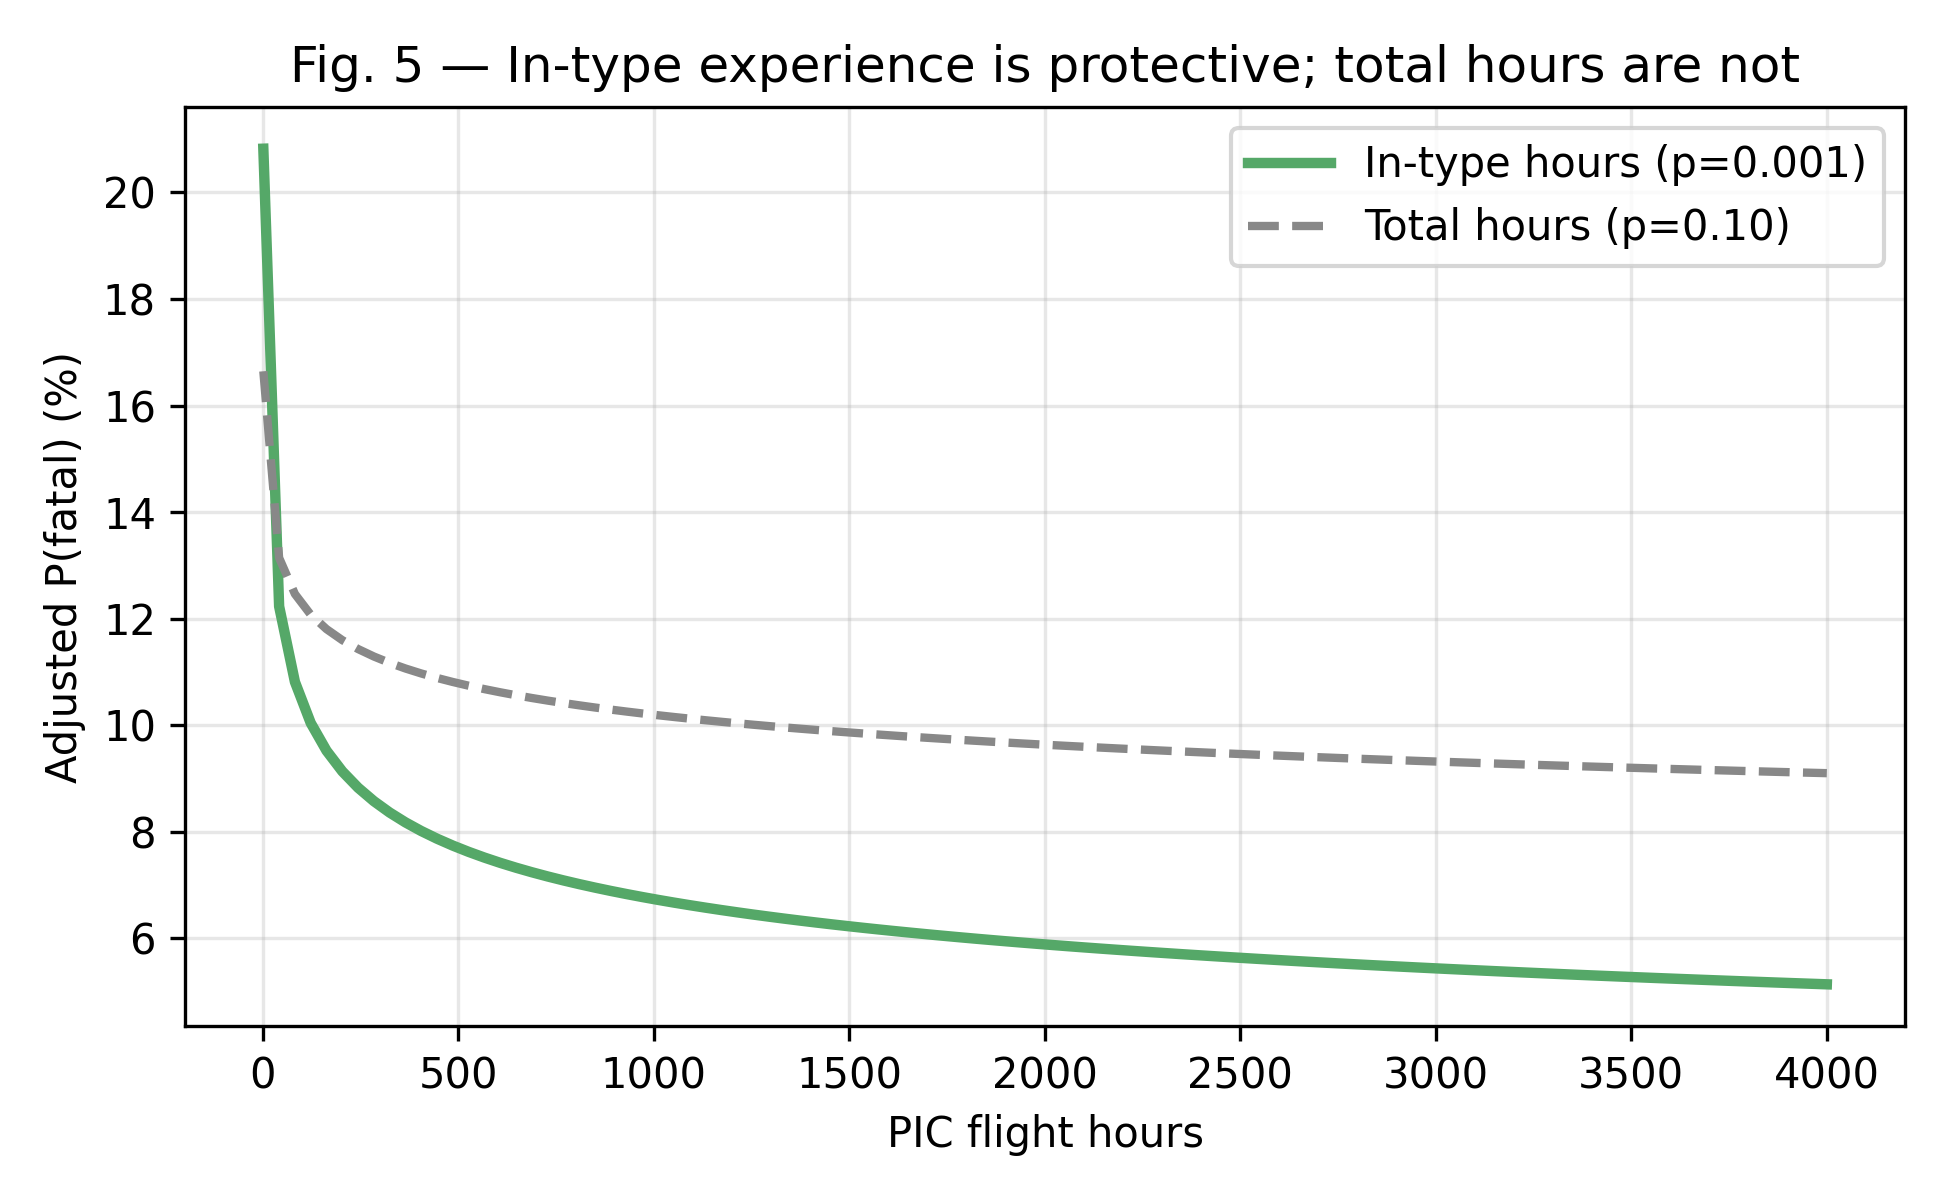 Fig. 5 — In-type experience is protective; total hours are not
In-type hours (p=0.001)
Total hours (p=0.10)
Adjusted P(fatal) (%)
20
18
16
14
12
10
8
6
0 500 1000 1500 2000 2500 3000 3500 4000
PIC flight hours